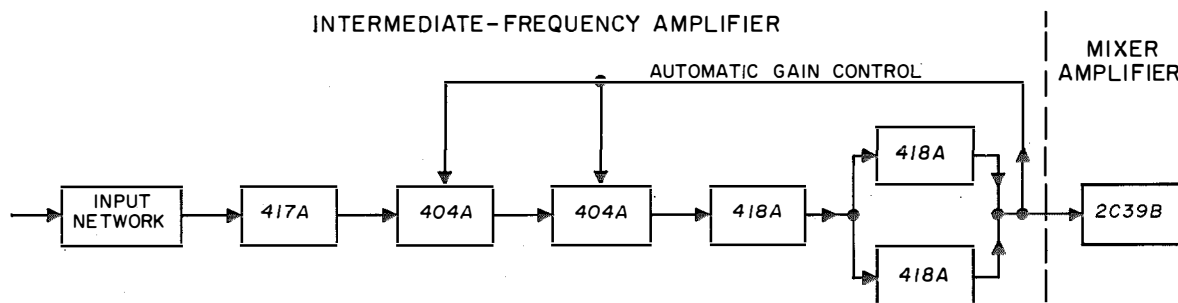 INTERMEDIATE-FREQUENCY AMPLIFIER
MIXER
AMPLIFIER
AUTOMATIC GAIN CONTROL
418A
INPUT
NETWORK
417A
404A
404A
418A
2C39B
418A